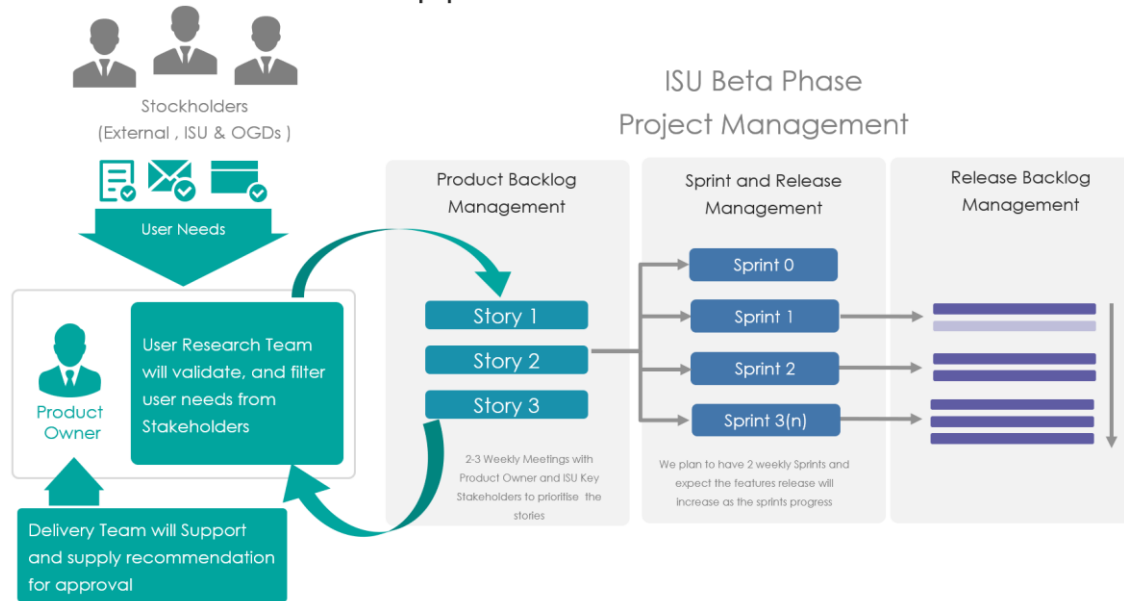 Stockholders
(External , ISU & OGDs )
User Needs
Product
Owner
User Research Team
will validate, and filter
user needs from
Stakeholders
Delivery Team will Support
and supply recommendation
for approval
ISU Beta Phase
Project Management
Product Backlog
Management
Story 1
Story 2
Story 3
2-3 Weekly Meetings with
Product Owner and ISU Key
Stakeholders to prioritise the
stories
Sprint and Release
Management
Sprint 0
Sprint 1
Sprint 2
Sprint 3(n)
We plan to have 2 weekly Sprints and
expect the features release will
increase as the sprints progress
Release Backlog
Management